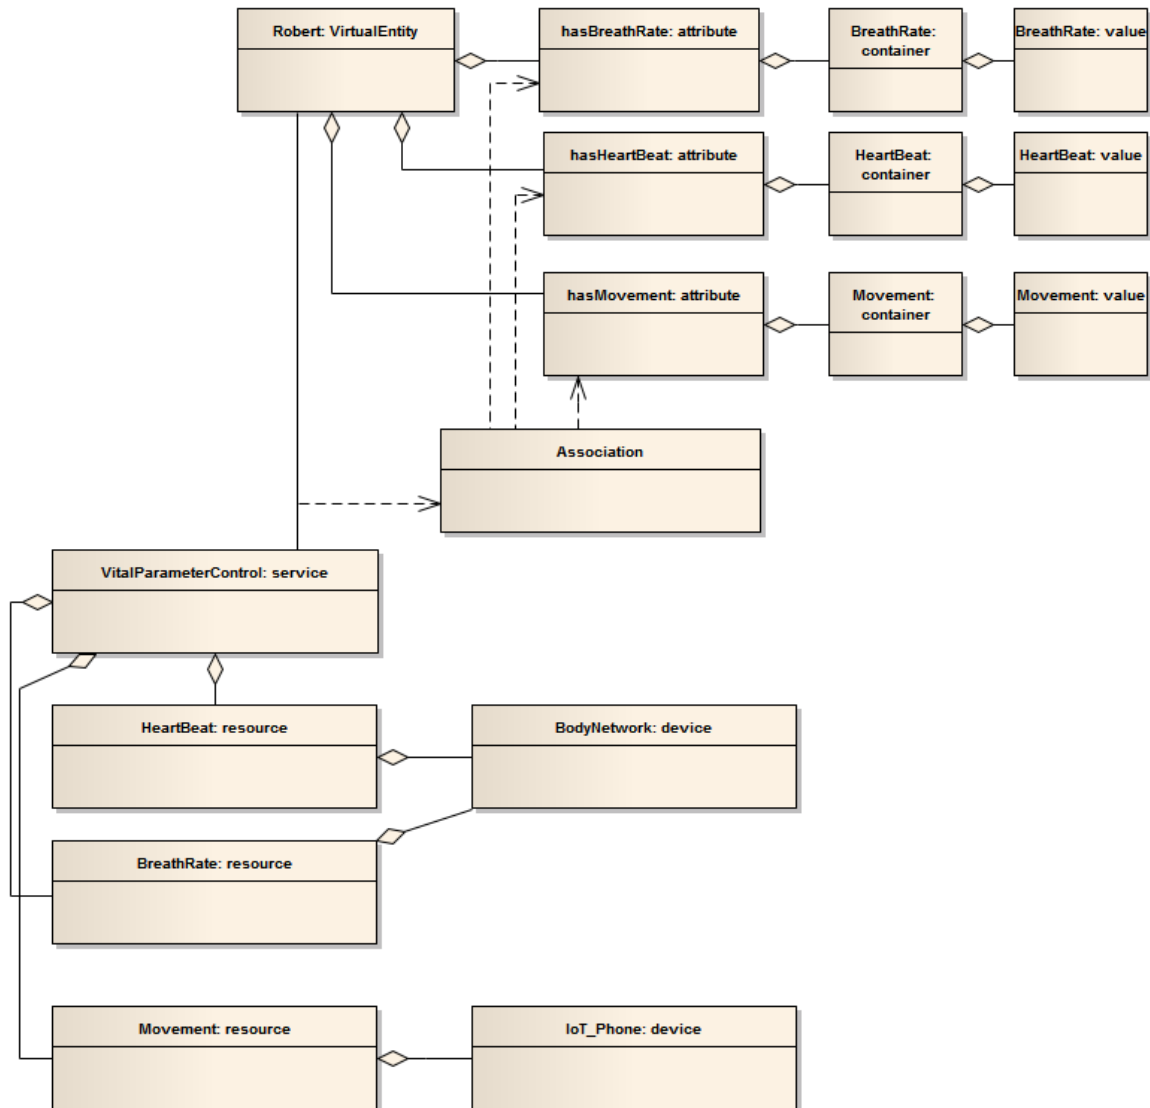 Robert: VirtualEntity
hasBreathRate: attribute
BreathRate:
container
BreathRate: value
hasHeartBeat: attribute
HeartBeat:
container
HeartBeat: value
hasMovement: attribute
Movement:
container
Movement: value
Association
VitalParameterControl: service
HeartBeat: resource
BodyNetwork: device
BreathRate: resource
Movement: resource
IoT_Phone: device